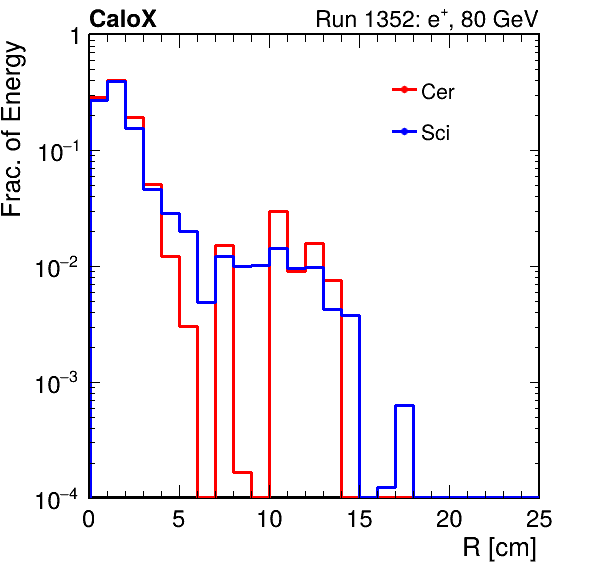 CaloX Run 1352: e⁺, 80 GeV
Frac. of Energy
1
10⁻¹
10⁻²
10⁻³
10⁻⁴
Cer
Sci
0 5 10 15 20 25
R [cm]